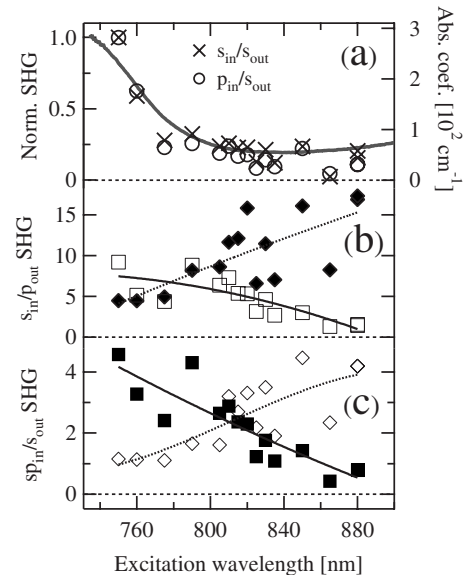 Norm. SHG
1.0
0.5
0
s_in/s_out
p_in/s_out
(a)
3
2
1
0
Abs. coef. [10^2 cm^-1]
s_in/p_out SHG
15
10
5
0
(b)
sp_in/s_out SHG
4
2
0
(c)
760 800 840 880
Excitation wavelength [nm]